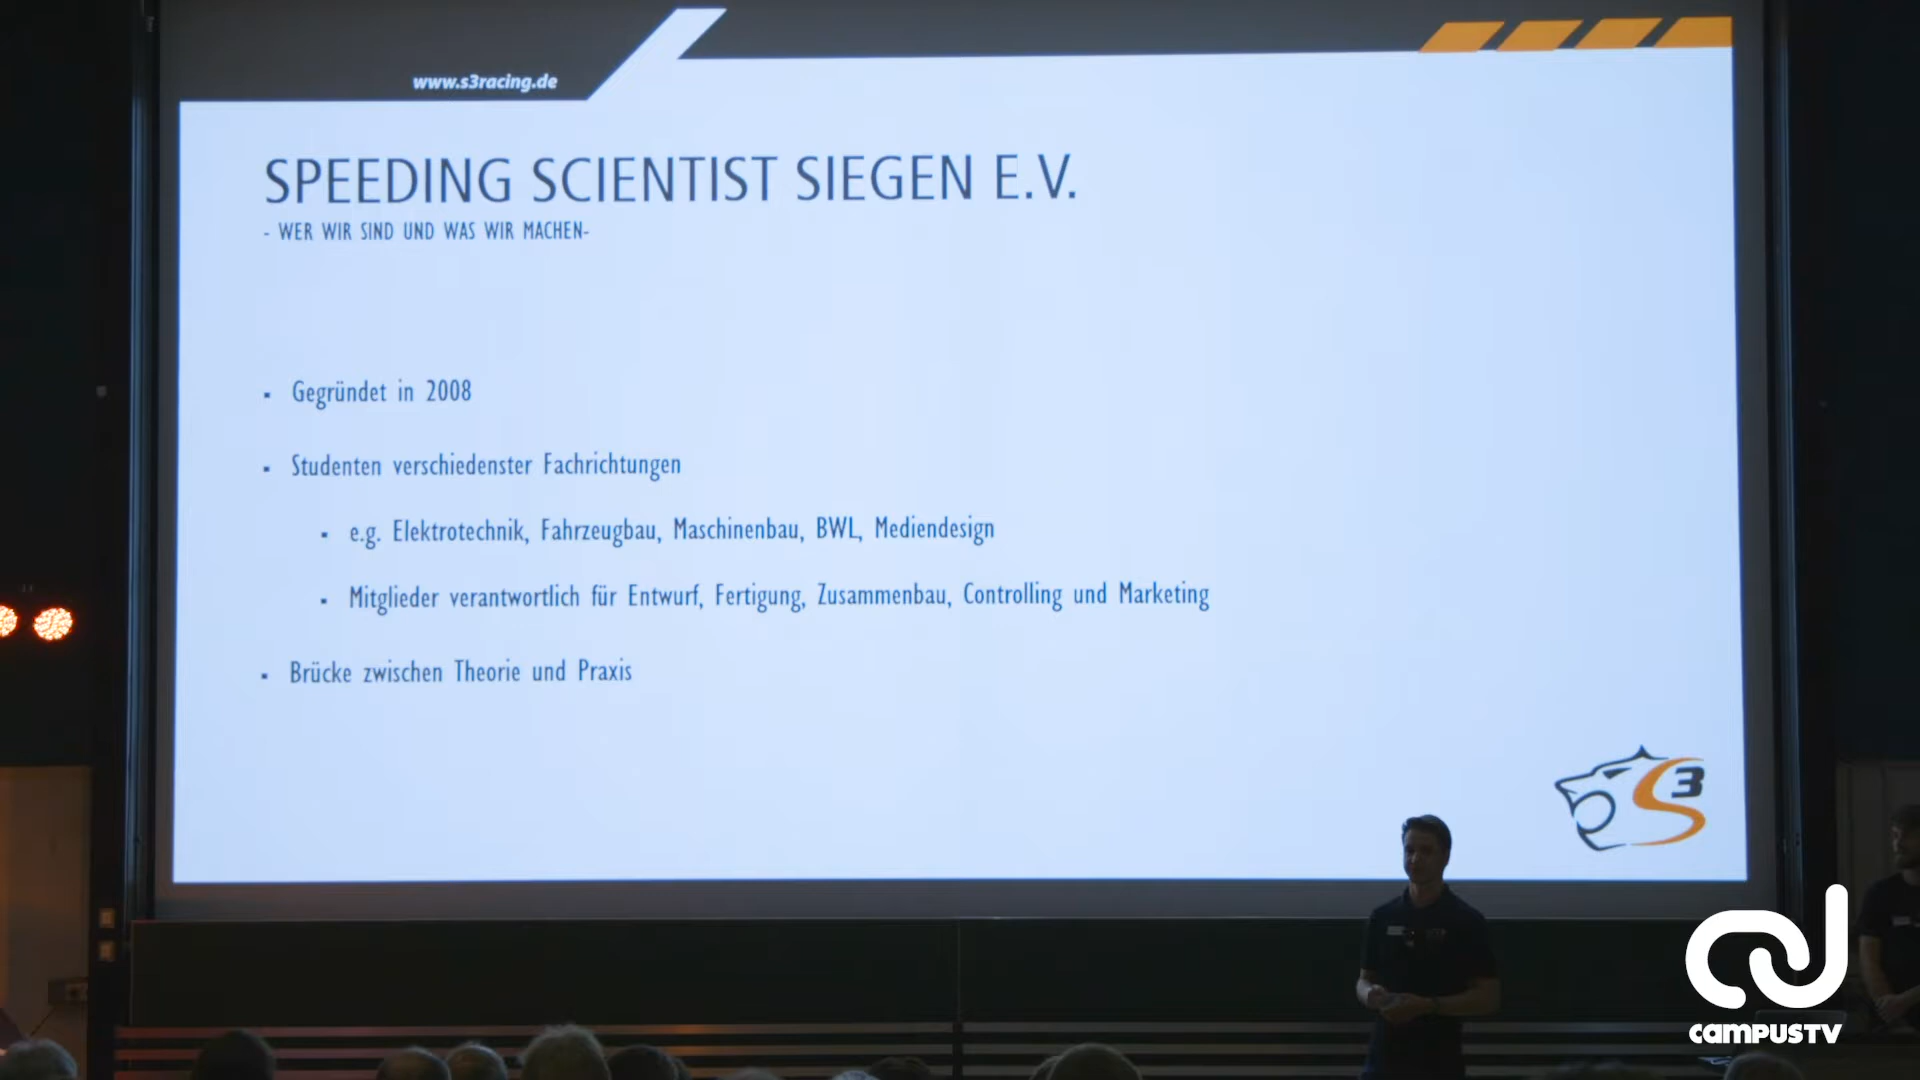 www.s3racing.de
SPEEDING SCIENTIST SIEGEN E.V.
- WER WIR SIND UND WAS WIR MACHEN-
▪ Gegründet in 2008
▪ Studenten verschiedenster Fachrichtungen
▪ e.g. Elektrotechnik, Fahrzeugbau, Maschinenbau, BWL, Mediendesign
▪ Mitglieder verantwortlich für Entwurf, Fertigung, Zusammenbau, Controlling und Marketing
▪ Brücke zwischen Theorie und Praxis
S3
CAMPUSTV